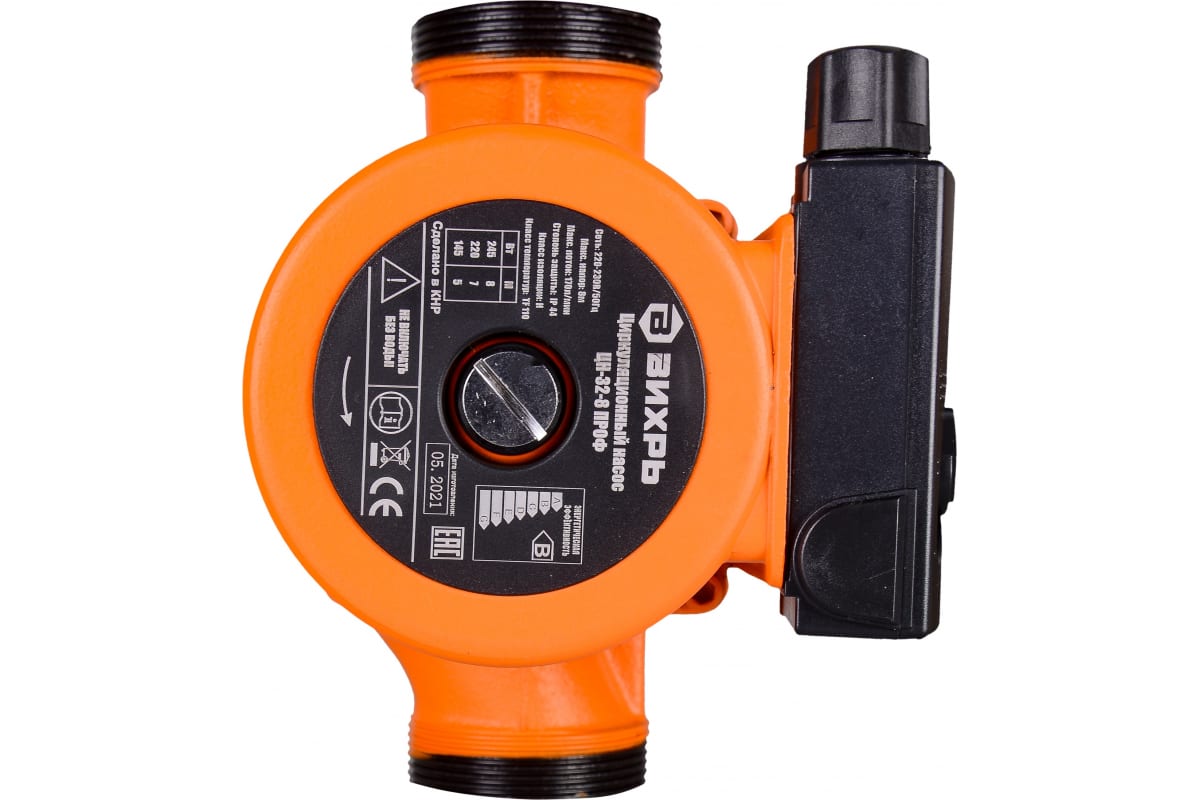 ВИХРЬ
Циркуляционный насос
ЦН-32-8 ПРОФ
Сеть: 220-230В/50Гц
Макс. напор: 8м
Макс. поток: 170л/мин
Степень защиты: IP 44
Класс изоляции: H
Класс температур: TF 110
Вт М
245 8
220 7
145 5
Сделано в КНР
НЕ ВКЛЮЧАТЬ
БЕЗ ВОДЫ!
ЭНЕРГЕТИЧЕСКАЯ
ЭФФЕКТИВНОСТЬ
A
B
C
D
E
F
G
B
Дата изготовления:
05.2021
CE
EAC